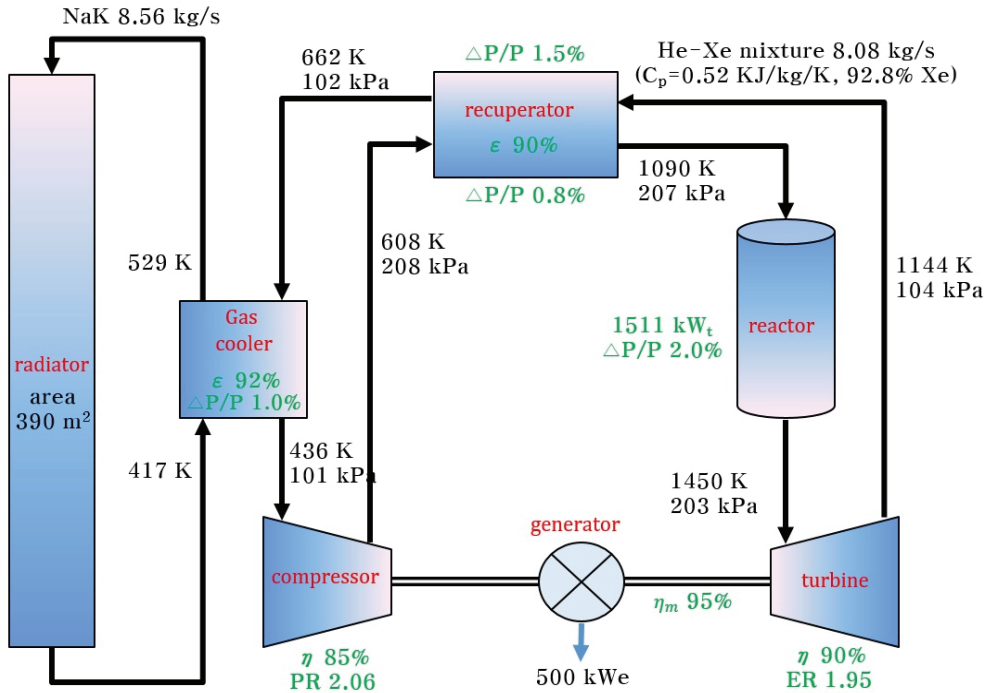 NaK 8.56 kg/s
662 K
102 kPa
△P/P 1.5%
He-Xe mixture 8.08 kg/s
(Cₚ=0.52 KJ/kg/K, 92.8% Xe)
recuperator
ε 90%
△P/P 0.8%
1090 K
207 kPa
608 K
208 kPa
529 K
1144 K
104 kPa
Gas
cooler
ε 92%
△P/P 1.0%
1511 kWₜ
△P/P 2.0%
reactor
radiator
area
390 m²
417 K
436 K
101 kPa
1450 K
203 kPa
generator
compressor
turbine
ηₘ 95%
η 85%
PR 2.06
500 kWe
η 90%
ER 1.95